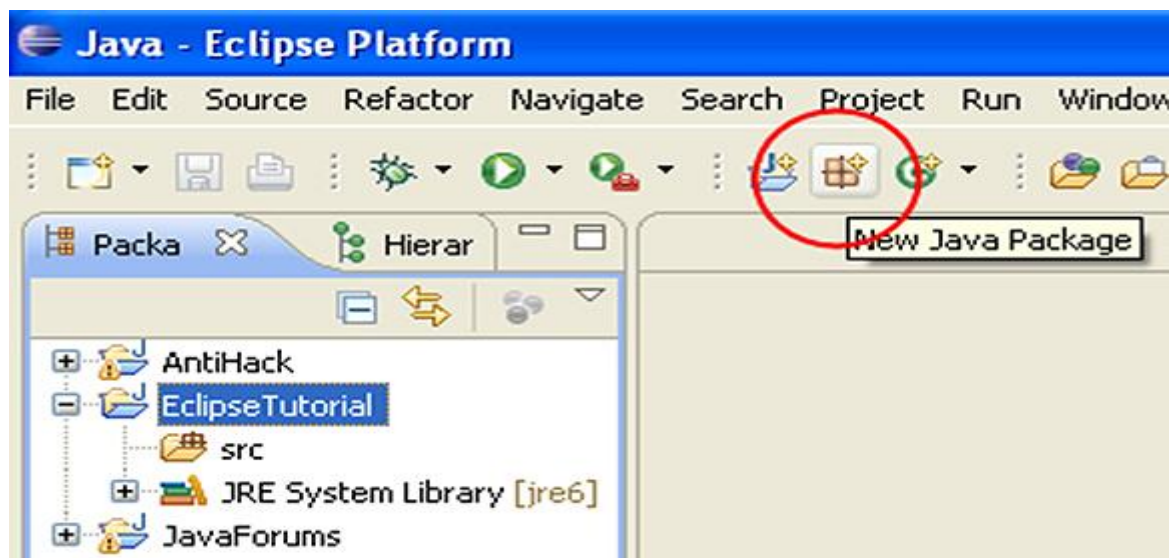 Java - Eclipse Platform
File Edit Source Refactor Navigate Search Project Run Window
New Java Package
Packa Hierar
AntiHack
EclipseTutorial
src
JRE System Library [jre6]
JavaForums